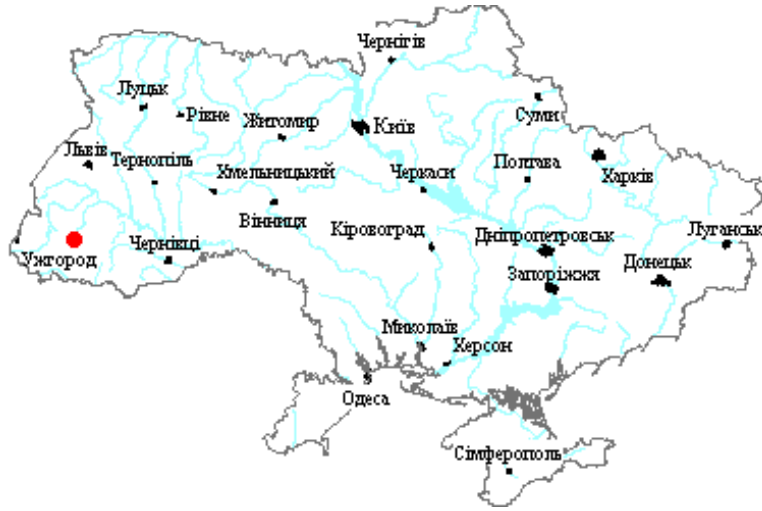 Чернігів
Луцьк
Рівне
Житомир
Київ
Суми
Львів
Тернопіль
Хмельницький
Черкаси
Полтава
Харків
Вінниця
Кіровоград
Дніпропетровськ
Луганськ
Ужгород
Чернівці
Запоріжжя
Донецьк
Миколаїв
Херсон
Одеса
Сімферополь